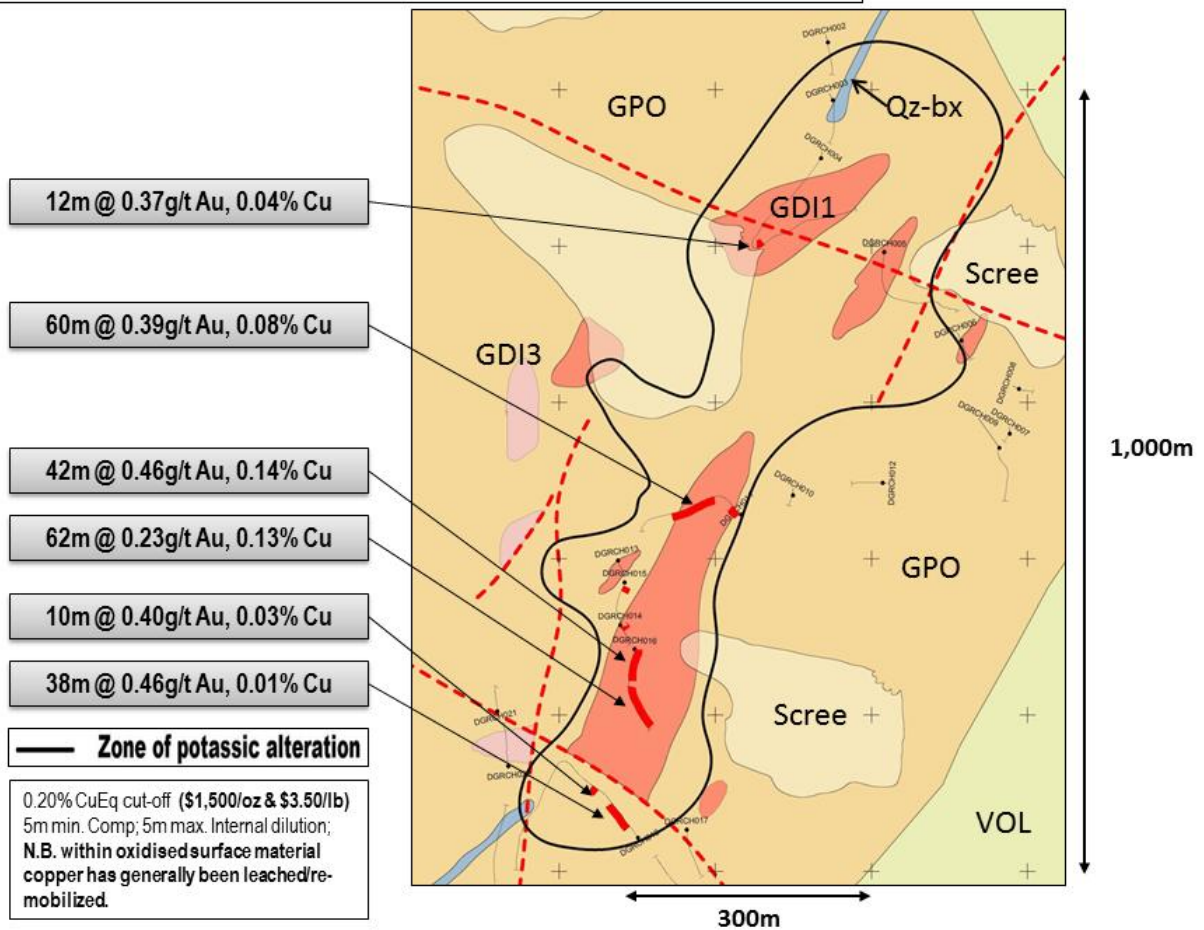 DGRCH002
GPO
DGRCH003
Qz-bx
DGRCH004
12m @ 0.37g/t Au, 0.04% Cu
GDI1
DGRCH005
Scree
60m @ 0.39g/t Au, 0.08% Cu
DGRCH006
GDI3
DGRCH008
DGRCH009
DGRCH007
1,000m
42m @ 0.46g/t Au, 0.14% Cu
DGRCH010
DGRCH012
62m @ 0.23g/t Au, 0.13% Cu
DGRCH013
DGRCH015
GPO
10m @ 0.40g/t Au, 0.03% Cu
DGRCH014
DGRCH016
38m @ 0.46g/t Au, 0.01% Cu
DGRCH021
Scree
Zone of potassic alteration
0.20% CuEq cut-off ($1,500/oz & $3.50/lb)
5m min. Comp; 5m max. Internal dilution;
N.B. within oxidised surface material
copper has generally been leached/re-
mobilized.
DGRCH017
VOL
300m